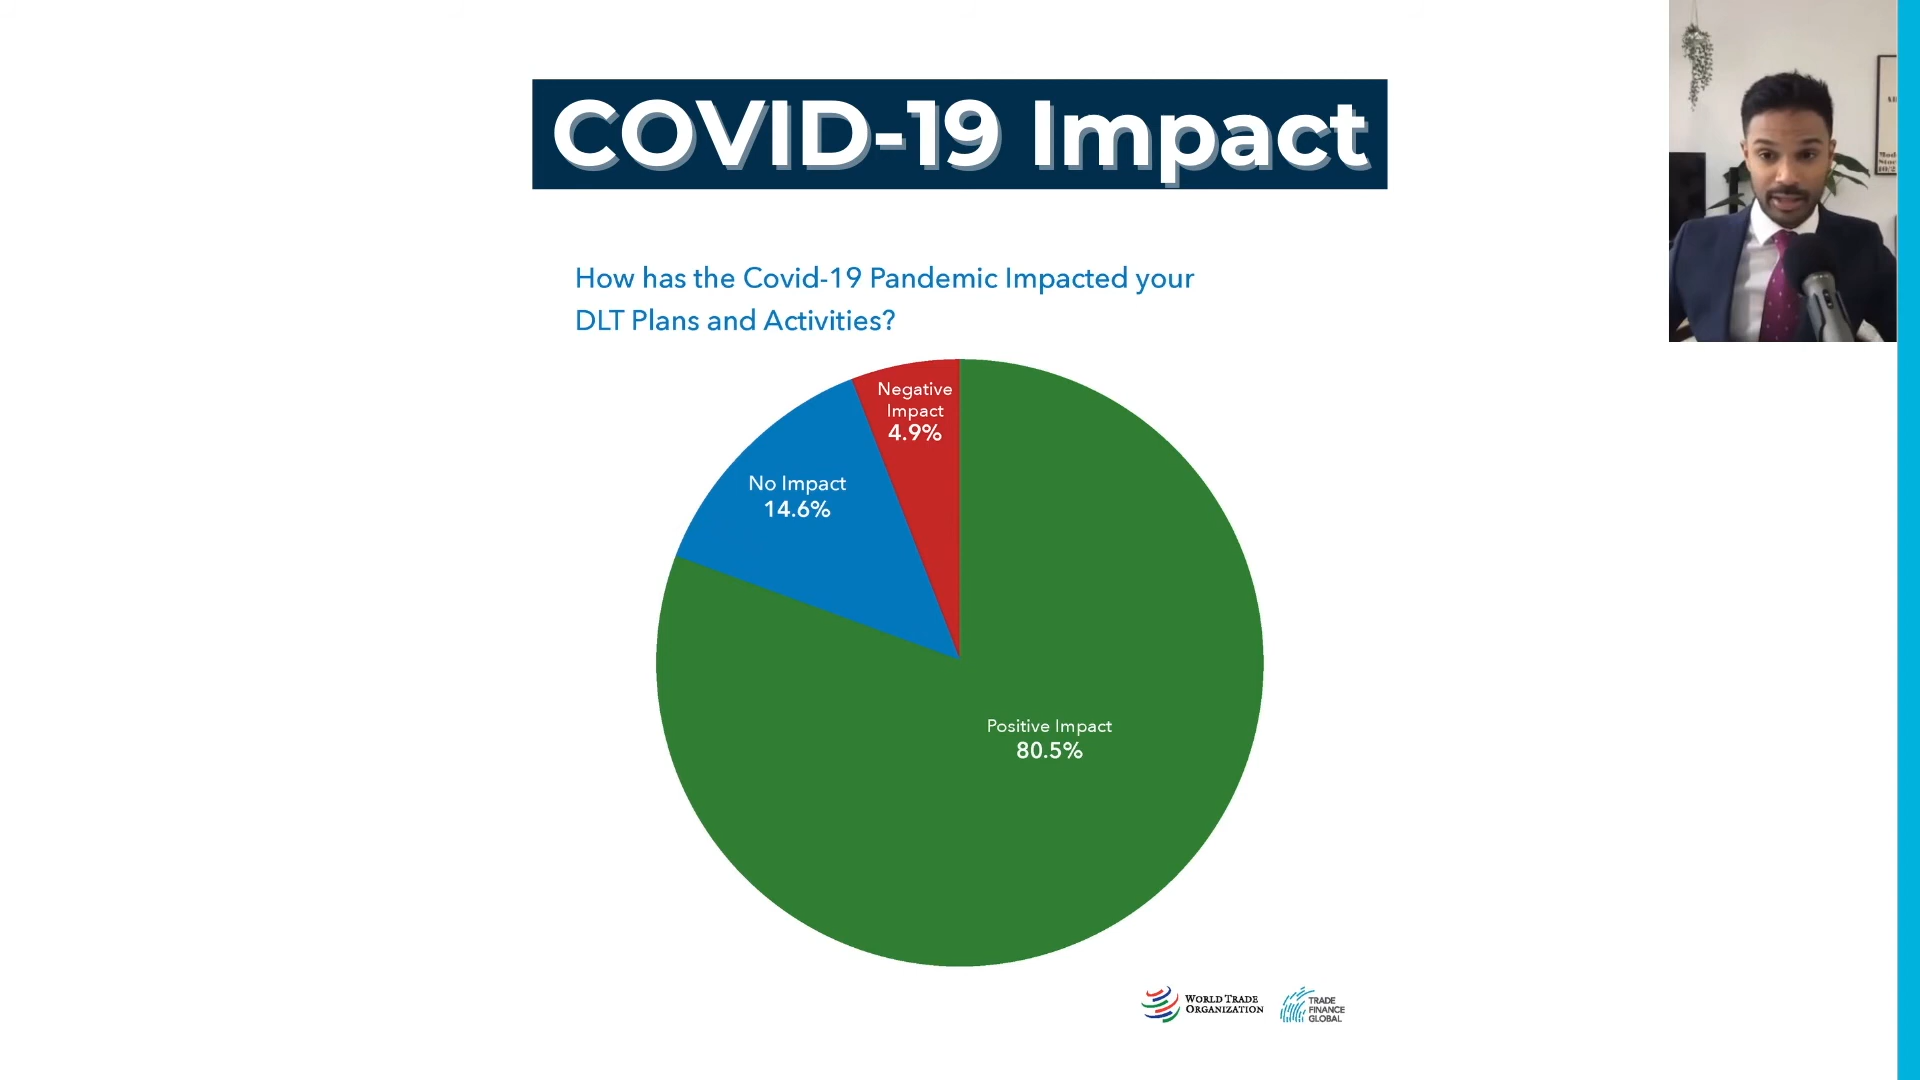 COVID-19 Impact
How has the Covid-19 Pandemic Impacted your
DLT Plans and Activities?
Negative
Impact
4.9%
No Impact
14.6%
Positive Impact
80.5%
WORLD TRADE
ORGANIZATION
TRADE
FINANCE
GLOBAL